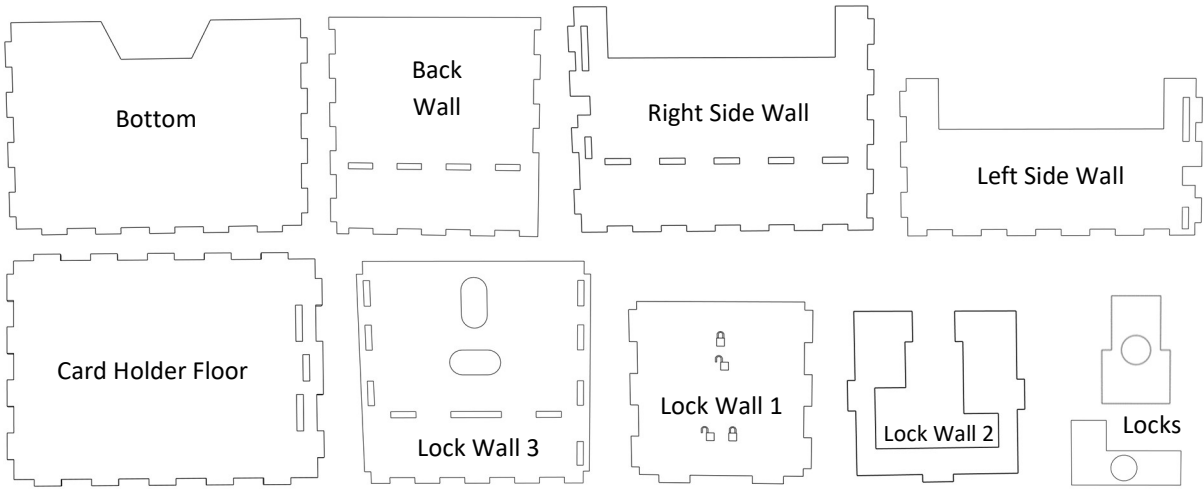 Bottom
Back
Wall
Right Side Wall
Left Side Wall
Card Holder Floor
Lock Wall 3
Lock Wall 1
Lock Wall 2
Locks